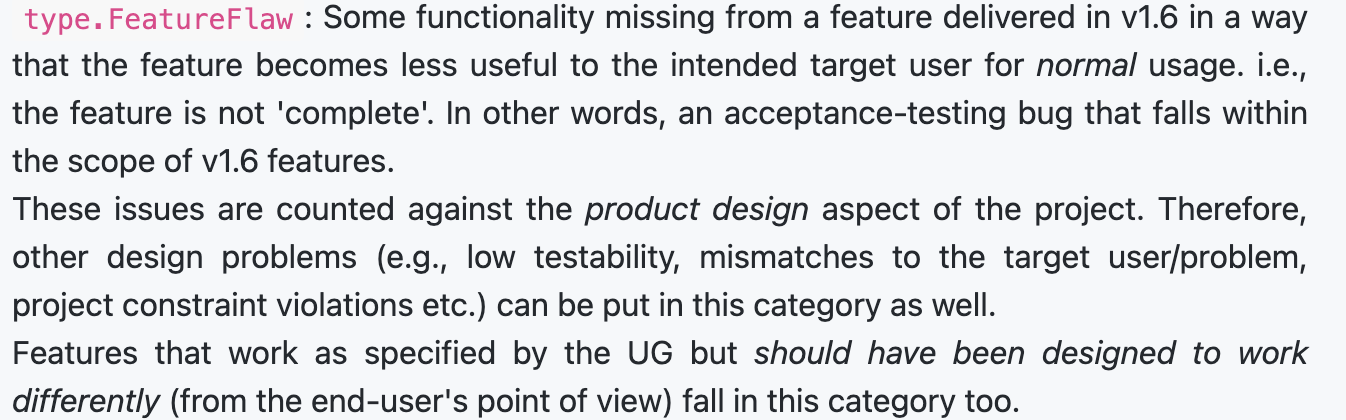 type.FeatureFlaw : Some functionality missing from a feature delivered in v1.6 in a way
that the feature becomes less useful to the intended target user for normal usage. i.e.,
the feature is not 'complete'. In other words, an acceptance-testing bug that falls within
the scope of v1.6 features.
These issues are counted against the product design aspect of the project. Therefore,
other design problems (e.g., low testability, mismatches to the target user/problem,
project constraint violations etc.) can be put in this category as well.
Features that work as specified by the UG but should have been designed to work
differently (from the end-user's point of view) fall in this category too.